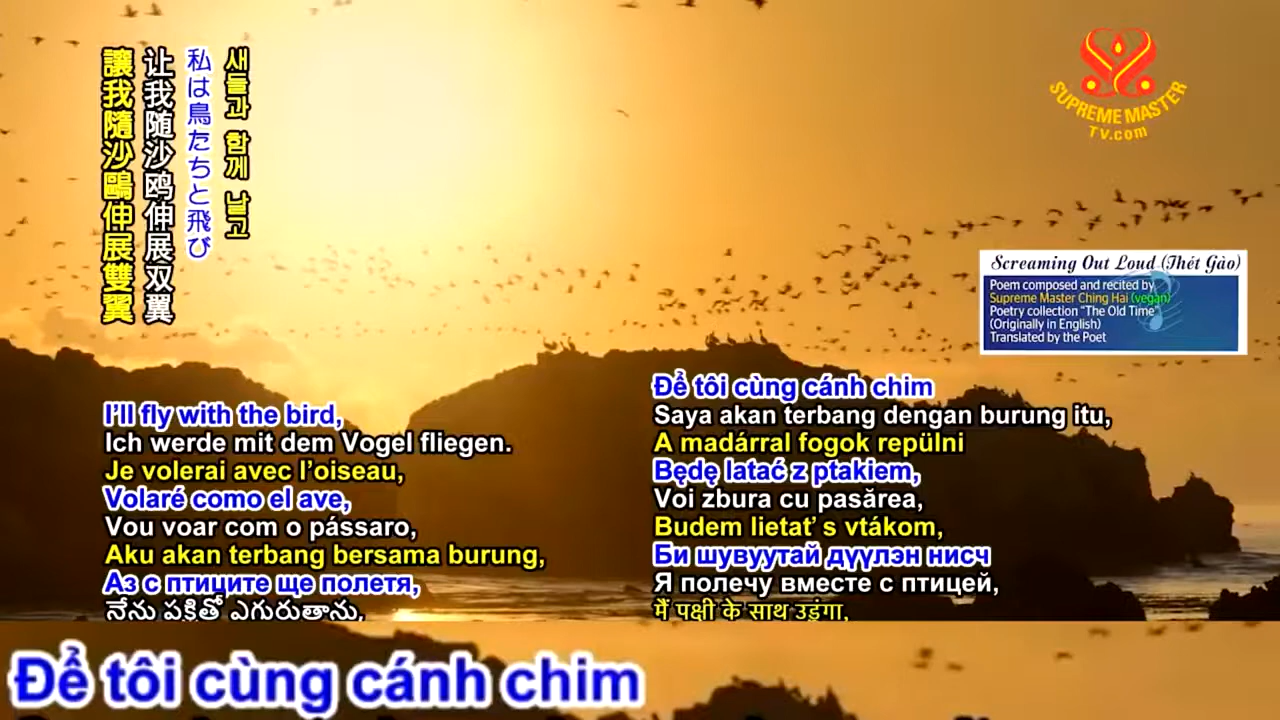 讓我隨沙鷗伸展雙翼
让我随沙鸥伸展双翼
私は鳥たちと飛び
새들과 함께 날고
SUPREME MASTER
TV.com
Screaming Out Loud (Thét Gào)
Poem composed and recited by
Supreme Master Ching Hai (vegan)
Poetry collection "The Old Time"
(Originally in English)
Translated by the Poet
I'll fly with the bird,
Ich werde mit dem Vogel fliegen.
Je volerai avec l'oiseau,
Volaré como el ave,
Vou voar com o pássaro,
Aku akan terbang bersama burung,
Аз с птиците ще полетя,
నేను పక్షితో ఎగురుతాను,
Để tôi cùng cánh chim
Saya akan terbang dengan burung itu,
A madárral fogok repülni
Będę latać z ptakiem,
Voi zbura cu pasărea,
Budem lietať s vtákom,
Би шувуутай дүүлэн нисч
Я полечу вместе с птицей,
मैं पक्षी के साथ उड़ूंगा,
Để tôi cùng cánh chim